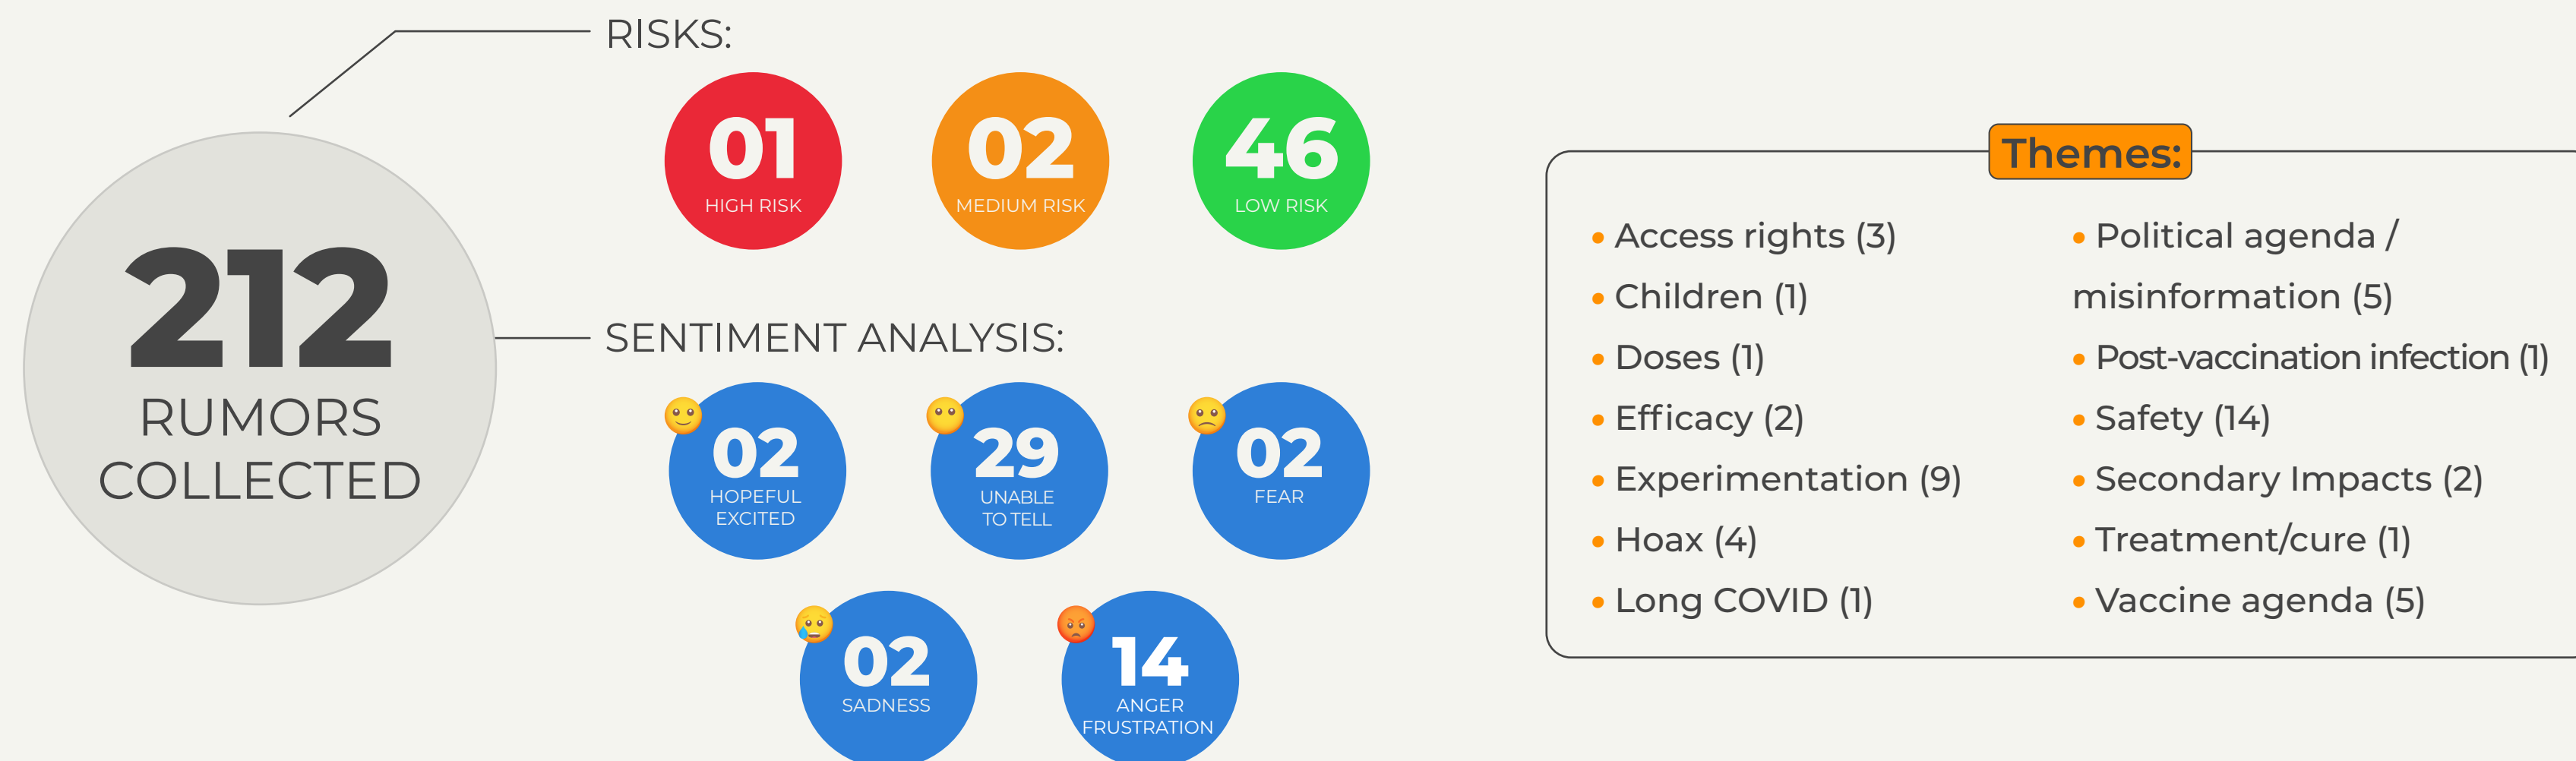 212
RUMORS
COLLECTED
RISKS:
01
HIGH RISK
02
MEDIUM RISK
46
LOW RISK
SENTIMENT ANALYSIS:
02
HOPEFUL
EXCITED
29
UNABLE
TO TELL
02
FEAR
02
SADNESS
14
ANGER
FRUSTRATION
Themes:
• Access rights (3)
• Children (1)
• Doses (1)
• Efficacy (2)
• Experimentation (9)
• Hoax (4)
• Long COVID (1)
• Political agenda /
misinformation (5)
• Post-vaccination infection (1)
• Safety (14)
• Secondary Impacts (2)
• Treatment/cure (1)
• Vaccine agenda (5)